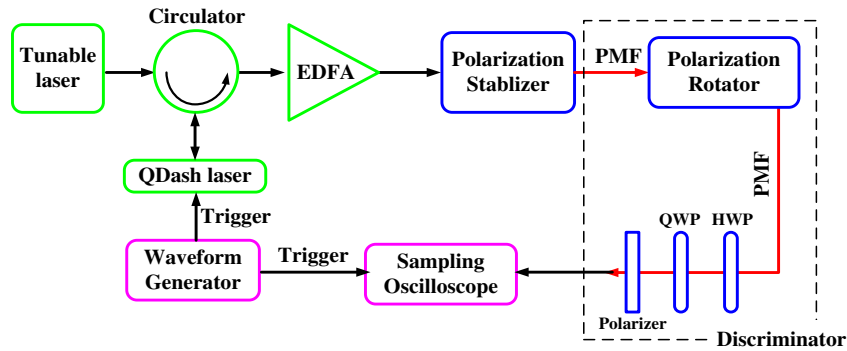 Circulator
Tunable
laser
EDFA
Polarization
Stablizer
PMF
Polarization
Rotator
PMF
QDash laser
Trigger
QWP
HWP
Waveform
Generator
Trigger
Sampling
Oscilloscope
Polarizer
Discriminator